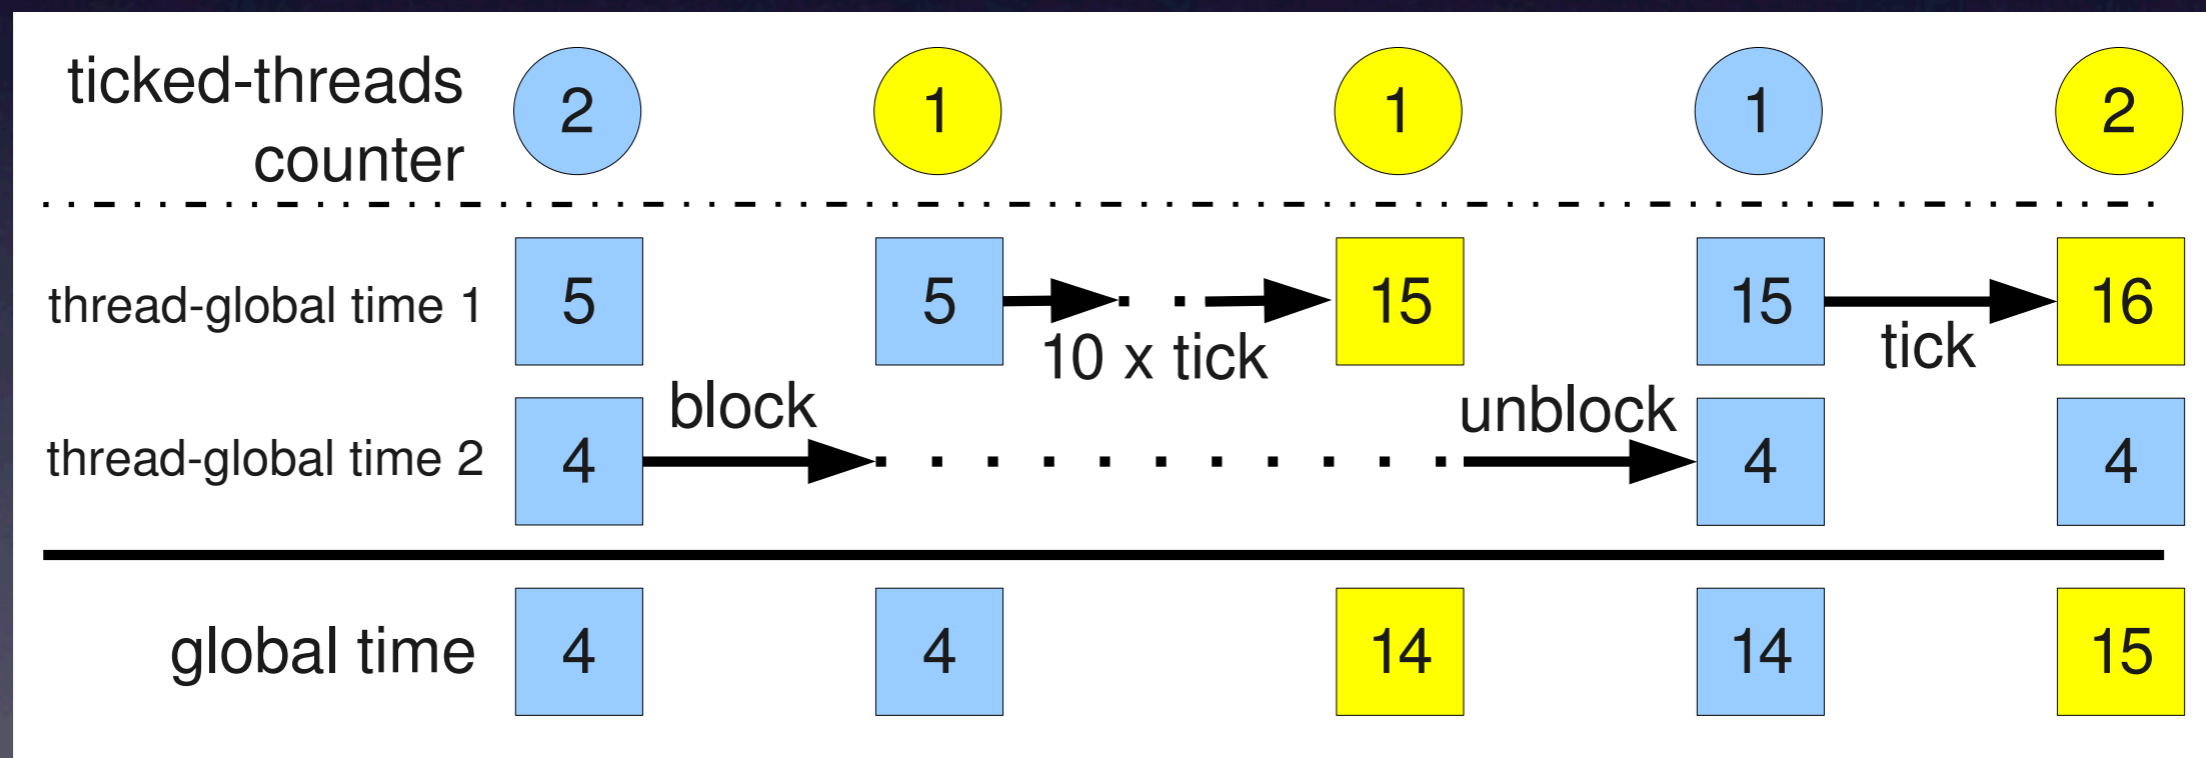 ticked-threads
counter
2 1 1 1 2
thread-global time 1
5 5 15 15 16
10 x tick
tick
block
unblock
thread-global time 2
4 4 4
global time
4 4 14 14 15